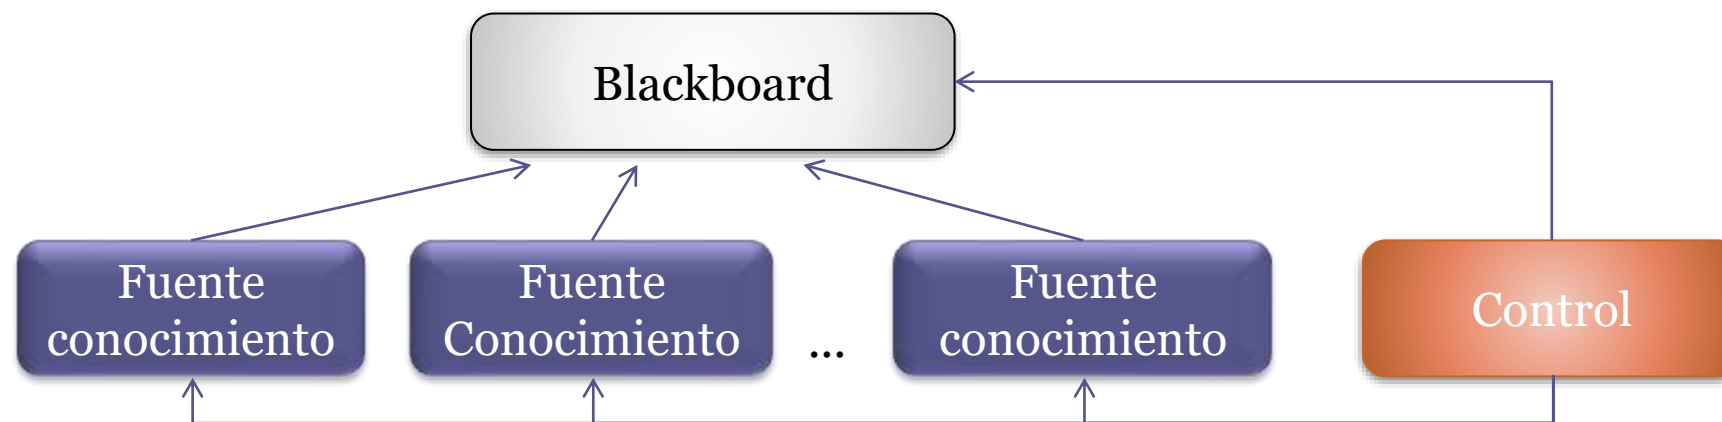 Blackboard
Fuente
conocimiento
Fuente
Conocimiento
...
Fuente
conocimiento
Control